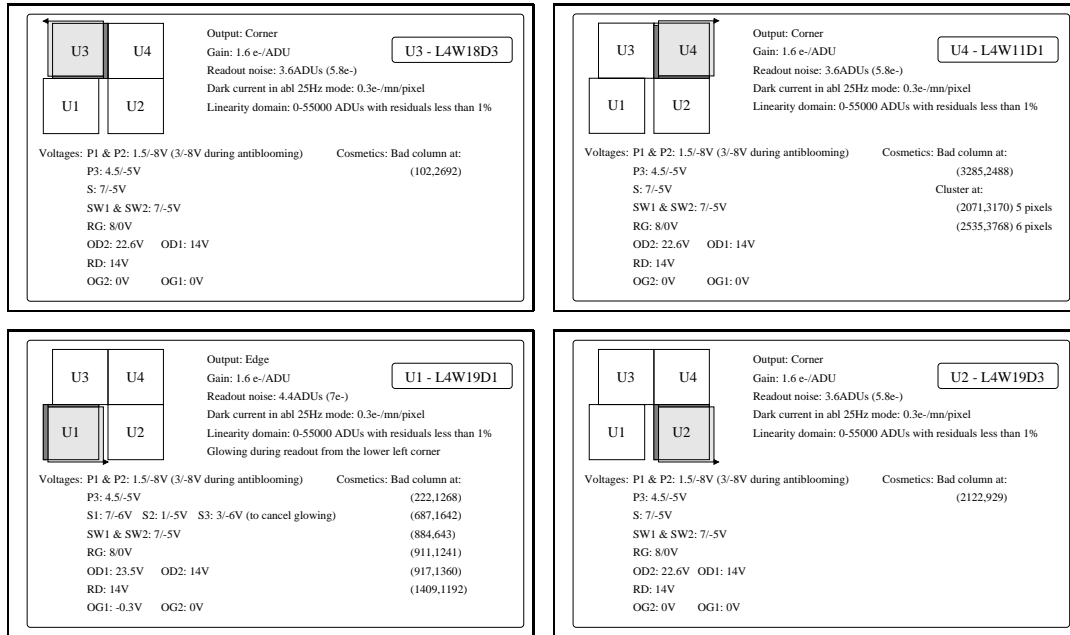 U3 U4
U1 U2
Output: Corner
Gain: 1.6 e-/ADU
Readout noise: 3.6ADUs (5.8e-)
Dark current in abl 25Hz mode: 0.3e-/mn/pixel
Linearity domain: 0-55000 ADUs with residuals less than 1%
U3 - L4W18D3
Voltages: P1 & P2: 1.5/-8V (3/-8V during antiblooming)
P3: 4.5/-5V
S: 7/-5V
SW1 & SW2: 7/-5V
RG: 8/0V
OD2: 22.6V OD1: 14V
RD: 14V
OG2: 0V OG1: 0V
Cosmetics: Bad column at:
(102,2692)
U3 U4
U1 U2
Output: Corner
Gain: 1.6 e-/ADU
Readout noise: 3.6ADUs (5.8e-)
Dark current in abl 25Hz mode: 0.3e-/mn/pixel
Linearity domain: 0-55000 ADUs with residuals less than 1%
U4 - L4W11D1
Voltages: P1 & P2: 1.5/-8V (3/-8V during antiblooming)
P3: 4.5/-5V
S: 7/-5V
SW1 & SW2: 7/-5V
RG: 8/0V
OD2: 22.6V OD1: 14V
RD: 14V
OG2: 0V OG1: 0V
Cosmetics: Bad column at:
(3285,2488)
Cluster at:
(2071,3170) 5 pixels
(2535,3768) 6 pixels
U3 U4
U1 U2
Output: Edge
Gain: 1.6 e-/ADU
Readout noise: 4.4ADUs (7e-)
Dark current in abl 25Hz mode: 0.3e-/mn/pixel
Linearity domain: 0-55000 ADUs with residuals less than 1%
Glowing during readout from the lower left corner
U1 - L4W19D1
Voltages: P1 & P2: 1.5/-8V (3/-8V during antiblooming)
P3: 4.5/-5V
S1: 7/-6V S2: 1/-5V S3: 3/-6V (to cancel glowing)
SW1 & SW2: 7/-5V
RG: 8/0V
OD1: 23.5V OD2: 14V
RD: 14V
OG1: -0.3V OG2: 0V
Cosmetics: Bad column at:
(222,1268)
(687,1642)
(884,643)
(911,1241)
(917,1360)
(1409,1192)
U3 U4
U1 U2
Output: Corner
Gain: 1.6 e-/ADU
Readout noise: 3.6ADUs (5.8e-)
Dark current in abl 25Hz mode: 0.3e-/mn/pixel
Linearity domain: 0-55000 ADUs with residuals less than 1%
U2 - L4W19D3
Voltages: P1 & P2: 1.5/-8V (3/-8V during antiblooming)
P3: 4.5/-5V
S: 7/-5V
SW1 & SW2: 7/-5V
RG: 8/0V
OD2: 22.6V OD1: 14V
RD: 14V
OG2: 0V OG1: 0V
Cosmetics: Bad column at:
(2122,929)